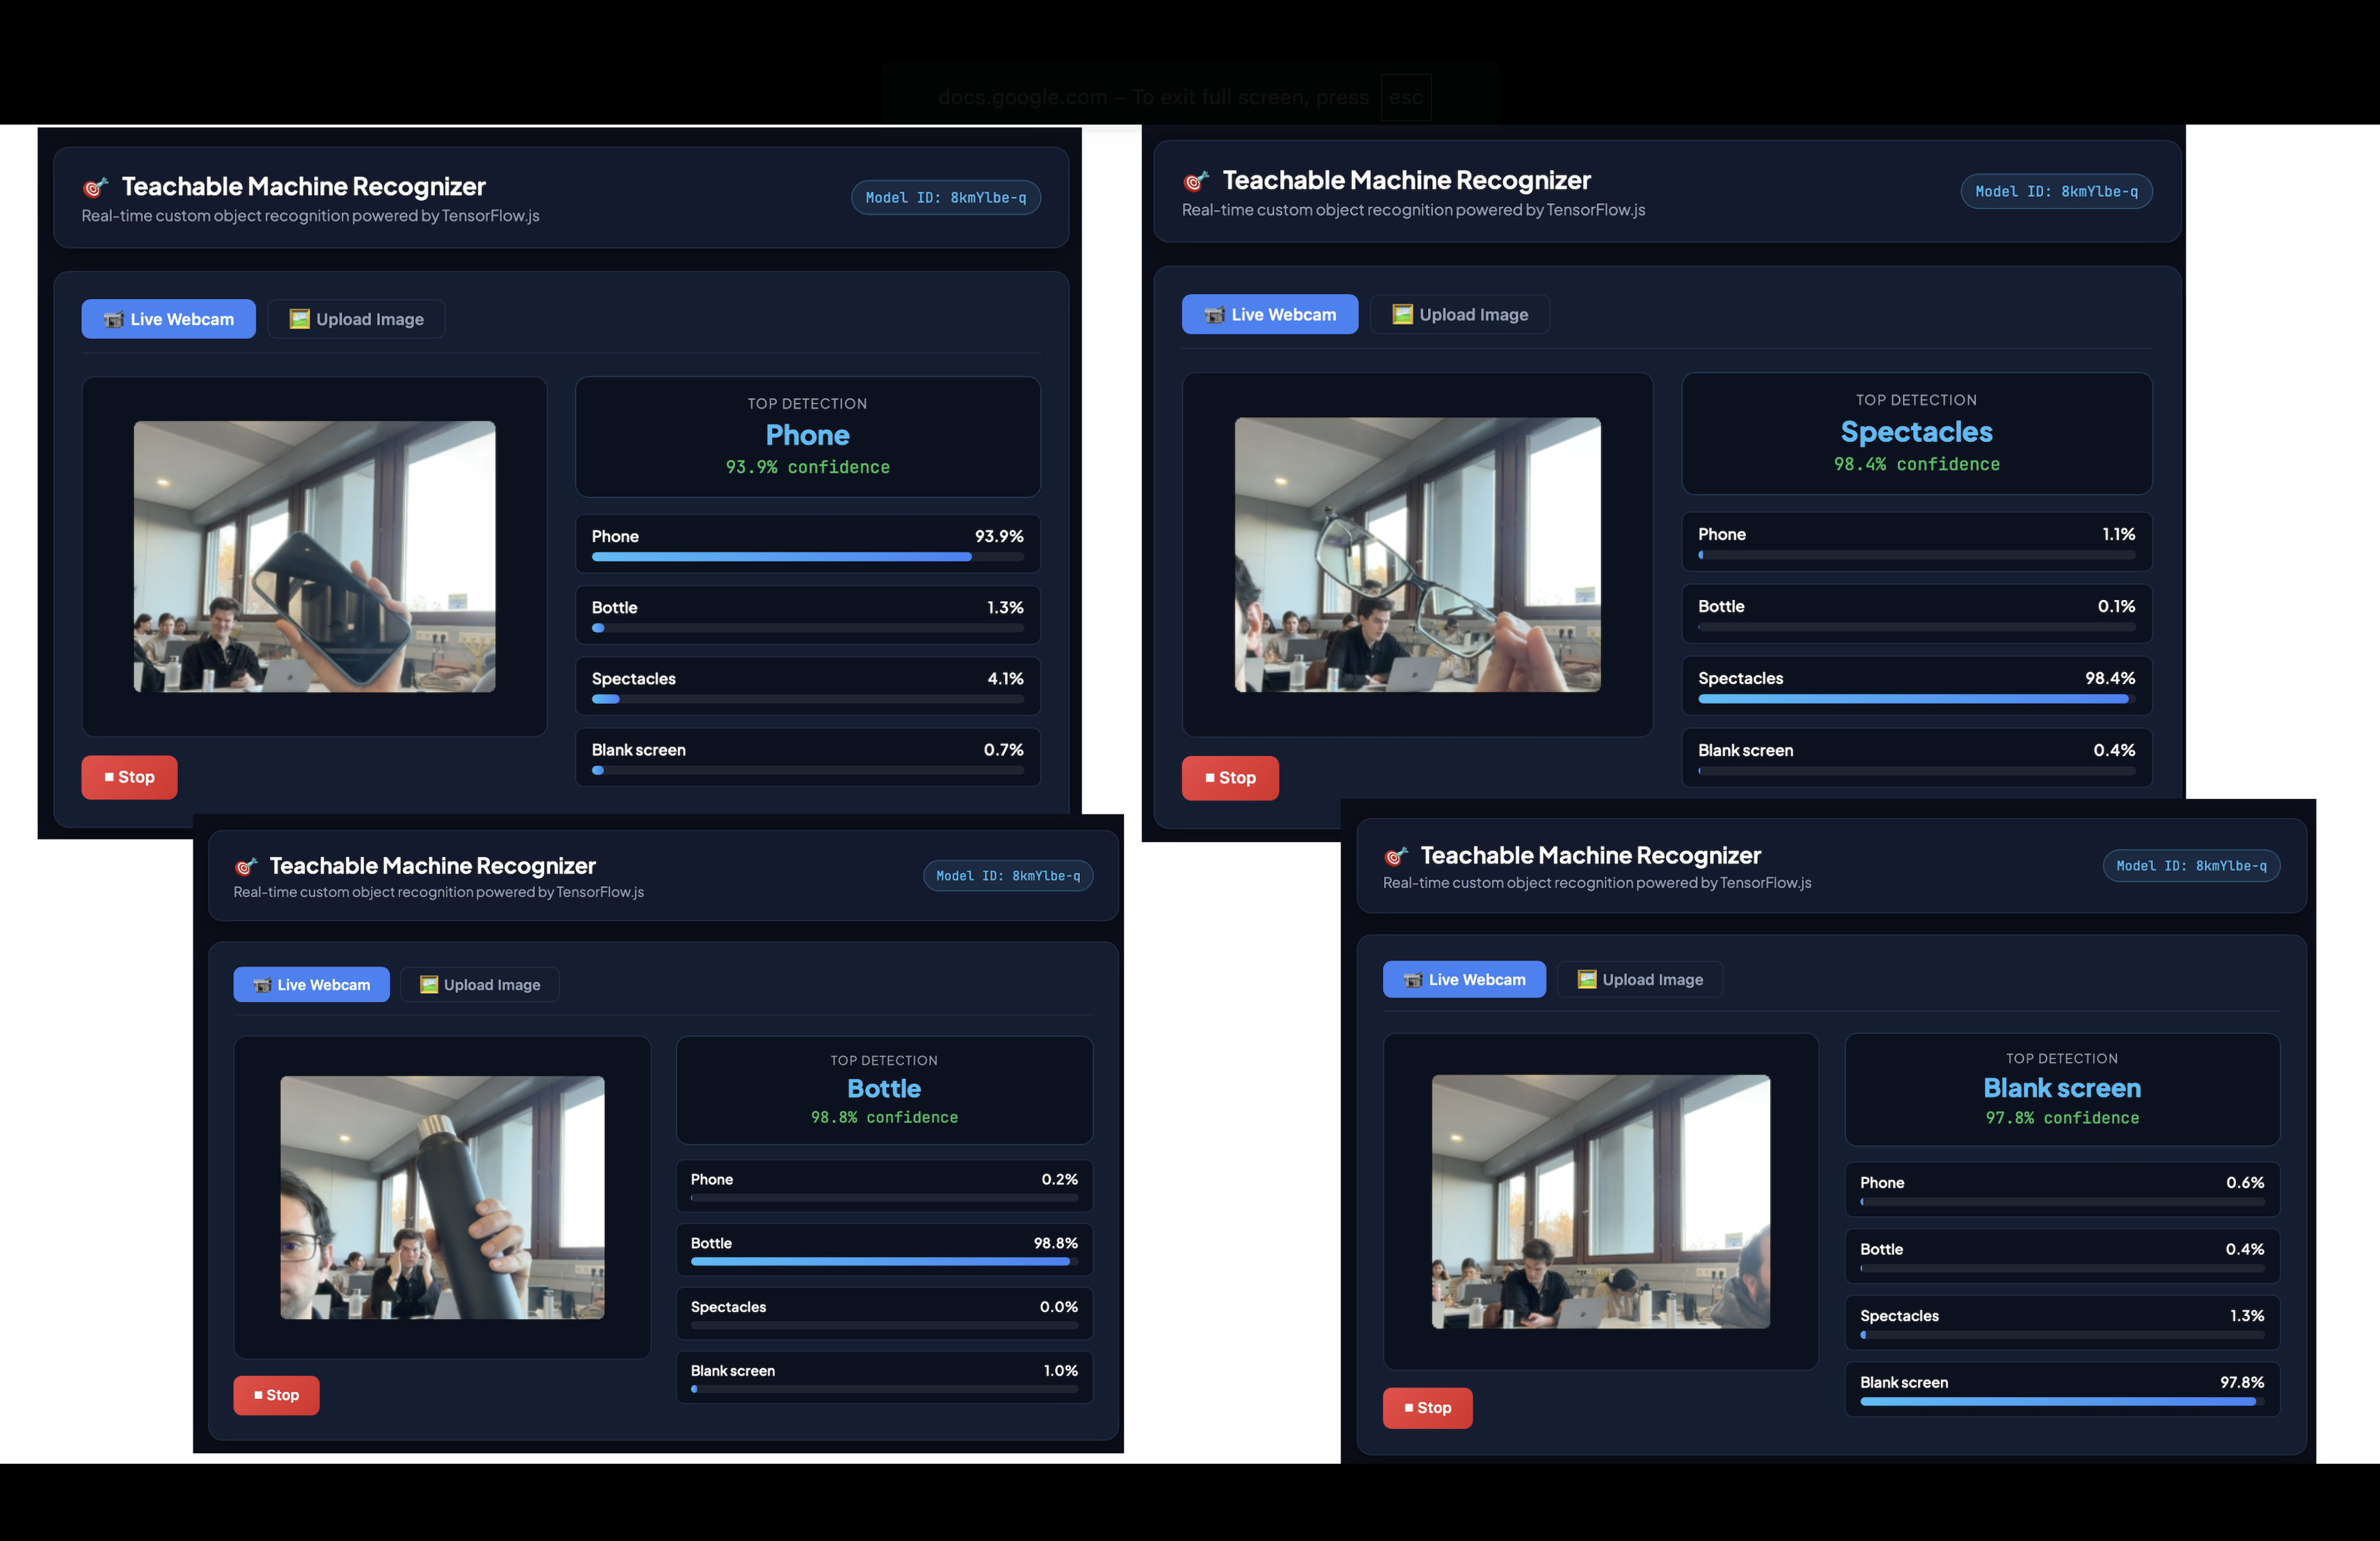 docs.google.com – To exit full screen, press esc
Teachable Machine Recognizer
Real-time custom object recognition powered by TensorFlow.js
Model ID: 8kmYlbe-q
Live Webcam
Upload Image
TOP DETECTION
Phone
93.9% confidence
Phone 93.9%
Bottle 1.3%
Spectacles 4.1%
Blank screen 0.7%
Stop
Teachable Machine Recognizer
Real-time custom object recognition powered by TensorFlow.js
Model ID: 8kmYlbe-q
Live Webcam
Upload Image
TOP DETECTION
Spectacles
98.4% confidence
Phone 1.1%
Bottle 0.1%
Spectacles 98.4%
Blank screen 0.4%
Stop
Teachable Machine Recognizer
Real-time custom object recognition powered by TensorFlow.js
Model ID: 8kmYlbe-q
Live Webcam
Upload Image
TOP DETECTION
Bottle
98.8% confidence
Phone 0.2%
Bottle 98.8%
Spectacles 0.0%
Blank screen 1.0%
Stop
Teachable Machine Recognizer
Real-time custom object recognition powered by TensorFlow.js
Model ID: 8kmYlbe-q
Live Webcam
Upload Image
TOP DETECTION
Blank screen
97.8% confidence
Phone 0.6%
Bottle 0.4%
Spectacles 1.3%
Blank screen 97.8%
Stop